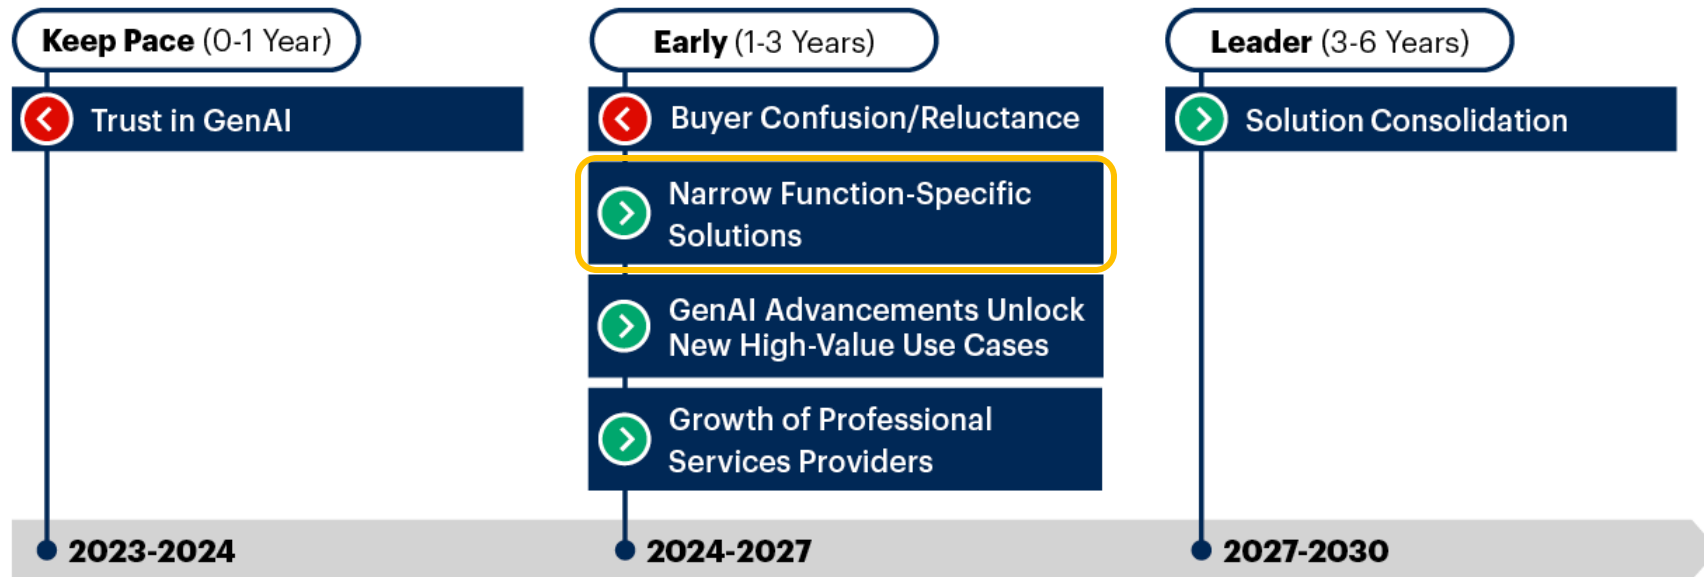 Keep Pace (0-1 Year)
Trust in GenAI
Early (1-3 Years)
Buyer Confusion/Reluctance
Narrow Function-Specific
Solutions
GenAI Advancements Unlock
New High-Value Use Cases
Growth of Professional
Services Providers
Leader (3-6 Years)
Solution Consolidation
2023-2024
2024-2027
2027-2030